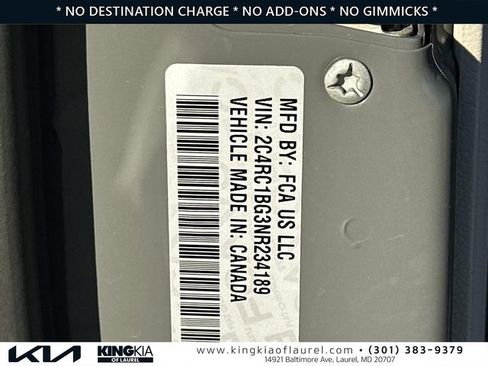 * NO DESTINATION CHARGE * NO ADD-ONS * NO GIMMICKS *
MFD BY: FCA US LLC
VIN: 2C4RC1BG3NR234189
VEHICLE MADE IN: CANADA
KIA
KING KIA
OF LAUREL
www.kingkiaoflaurel.com • (301) 383-9379
14921 Baltimore Ave, Laurel, MD 20707